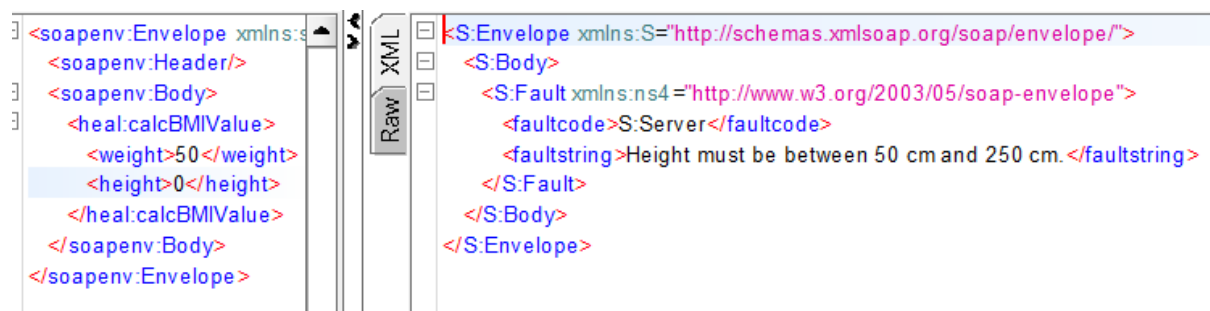 <soapenv:Envelope xmlns:s
<soapenv:Header/>
<soapenv:Body>
<heal:calcBMIValue>
<weight>50</weight>
<height>0</height>
</heal:calcBMIValue>
</soapenv:Body>
</soapenv:Envelope>
XML
Raw
<S:Envelope xmlns:S="http://schemas.xmlsoap.org/soap/envelope/">
<S:Body>
<S:Fault xmlns:ns4="http://www.w3.org/2003/05/soap-envelope">
<faultcode>S:Server</faultcode>
<faultstring>Height must be between 50 cm and 250 cm.</faultstring>
</S:Fault>
</S:Body>
</S:Envelope>